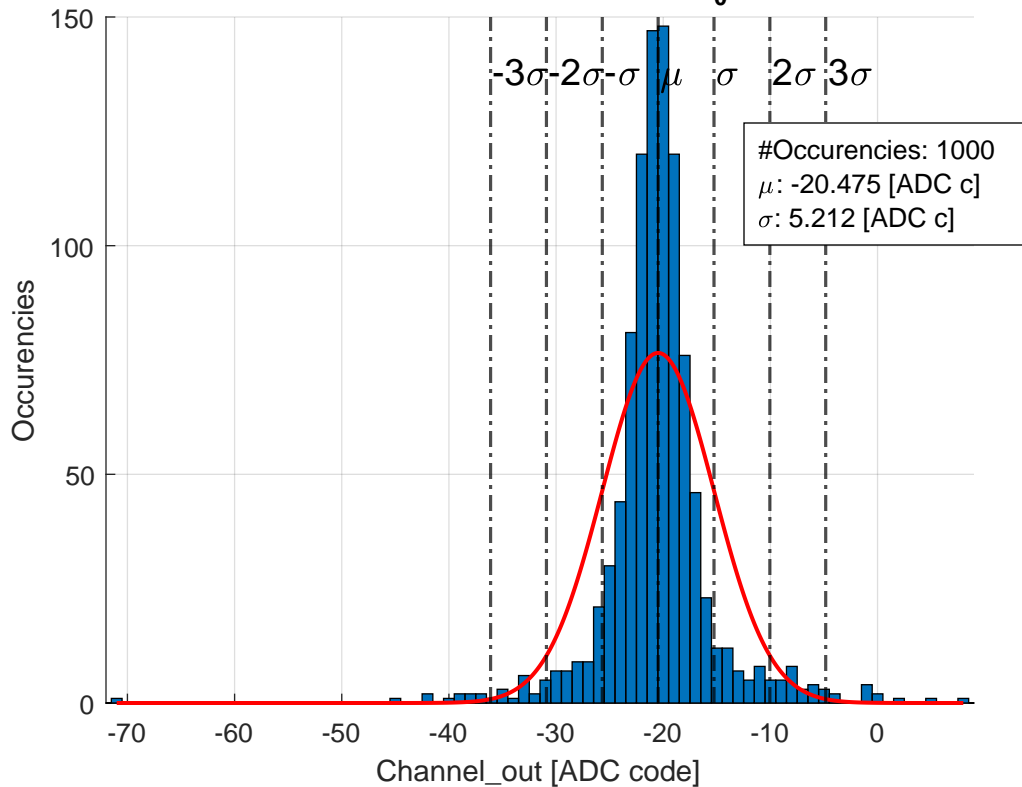 0
150
100
50
0
-3σ -2σ -σ μ σ 2σ 3σ
#Occurencies: 1000
μ: -20.475 [ADC c]
σ: 5.212 [ADC c]
Occurencies
-70 -60 -50 -40 -30 -20 -10 0
Channel_out [ADC code]